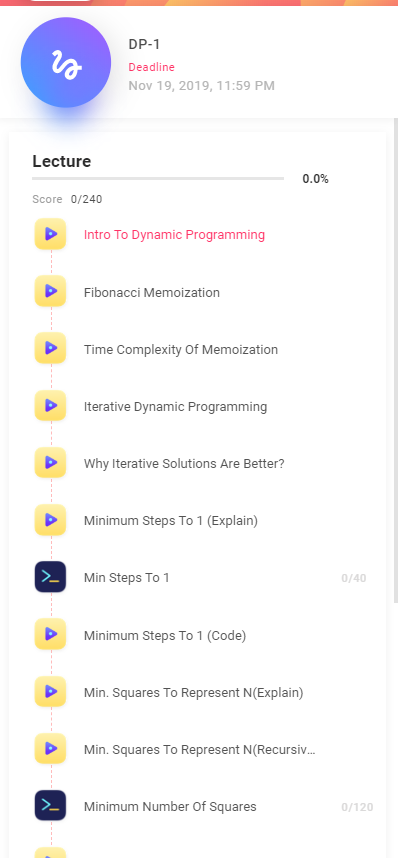 DP-1
Deadline
Nov 19, 2019, 11:59 PM
Lecture
0.0%
Score 0/240
Intro To Dynamic Programming
Fibonacci Memoization
Time Complexity Of Memoization
Iterative Dynamic Programming
Why Iterative Solutions Are Better?
Minimum Steps To 1 (Explain)
Min Steps To 1 0/40
Minimum Steps To 1 (Code)
Min. Squares To Represent N(Explain)
Min. Squares To Represent N(Recursiv...
Minimum Number Of Squares 0/120